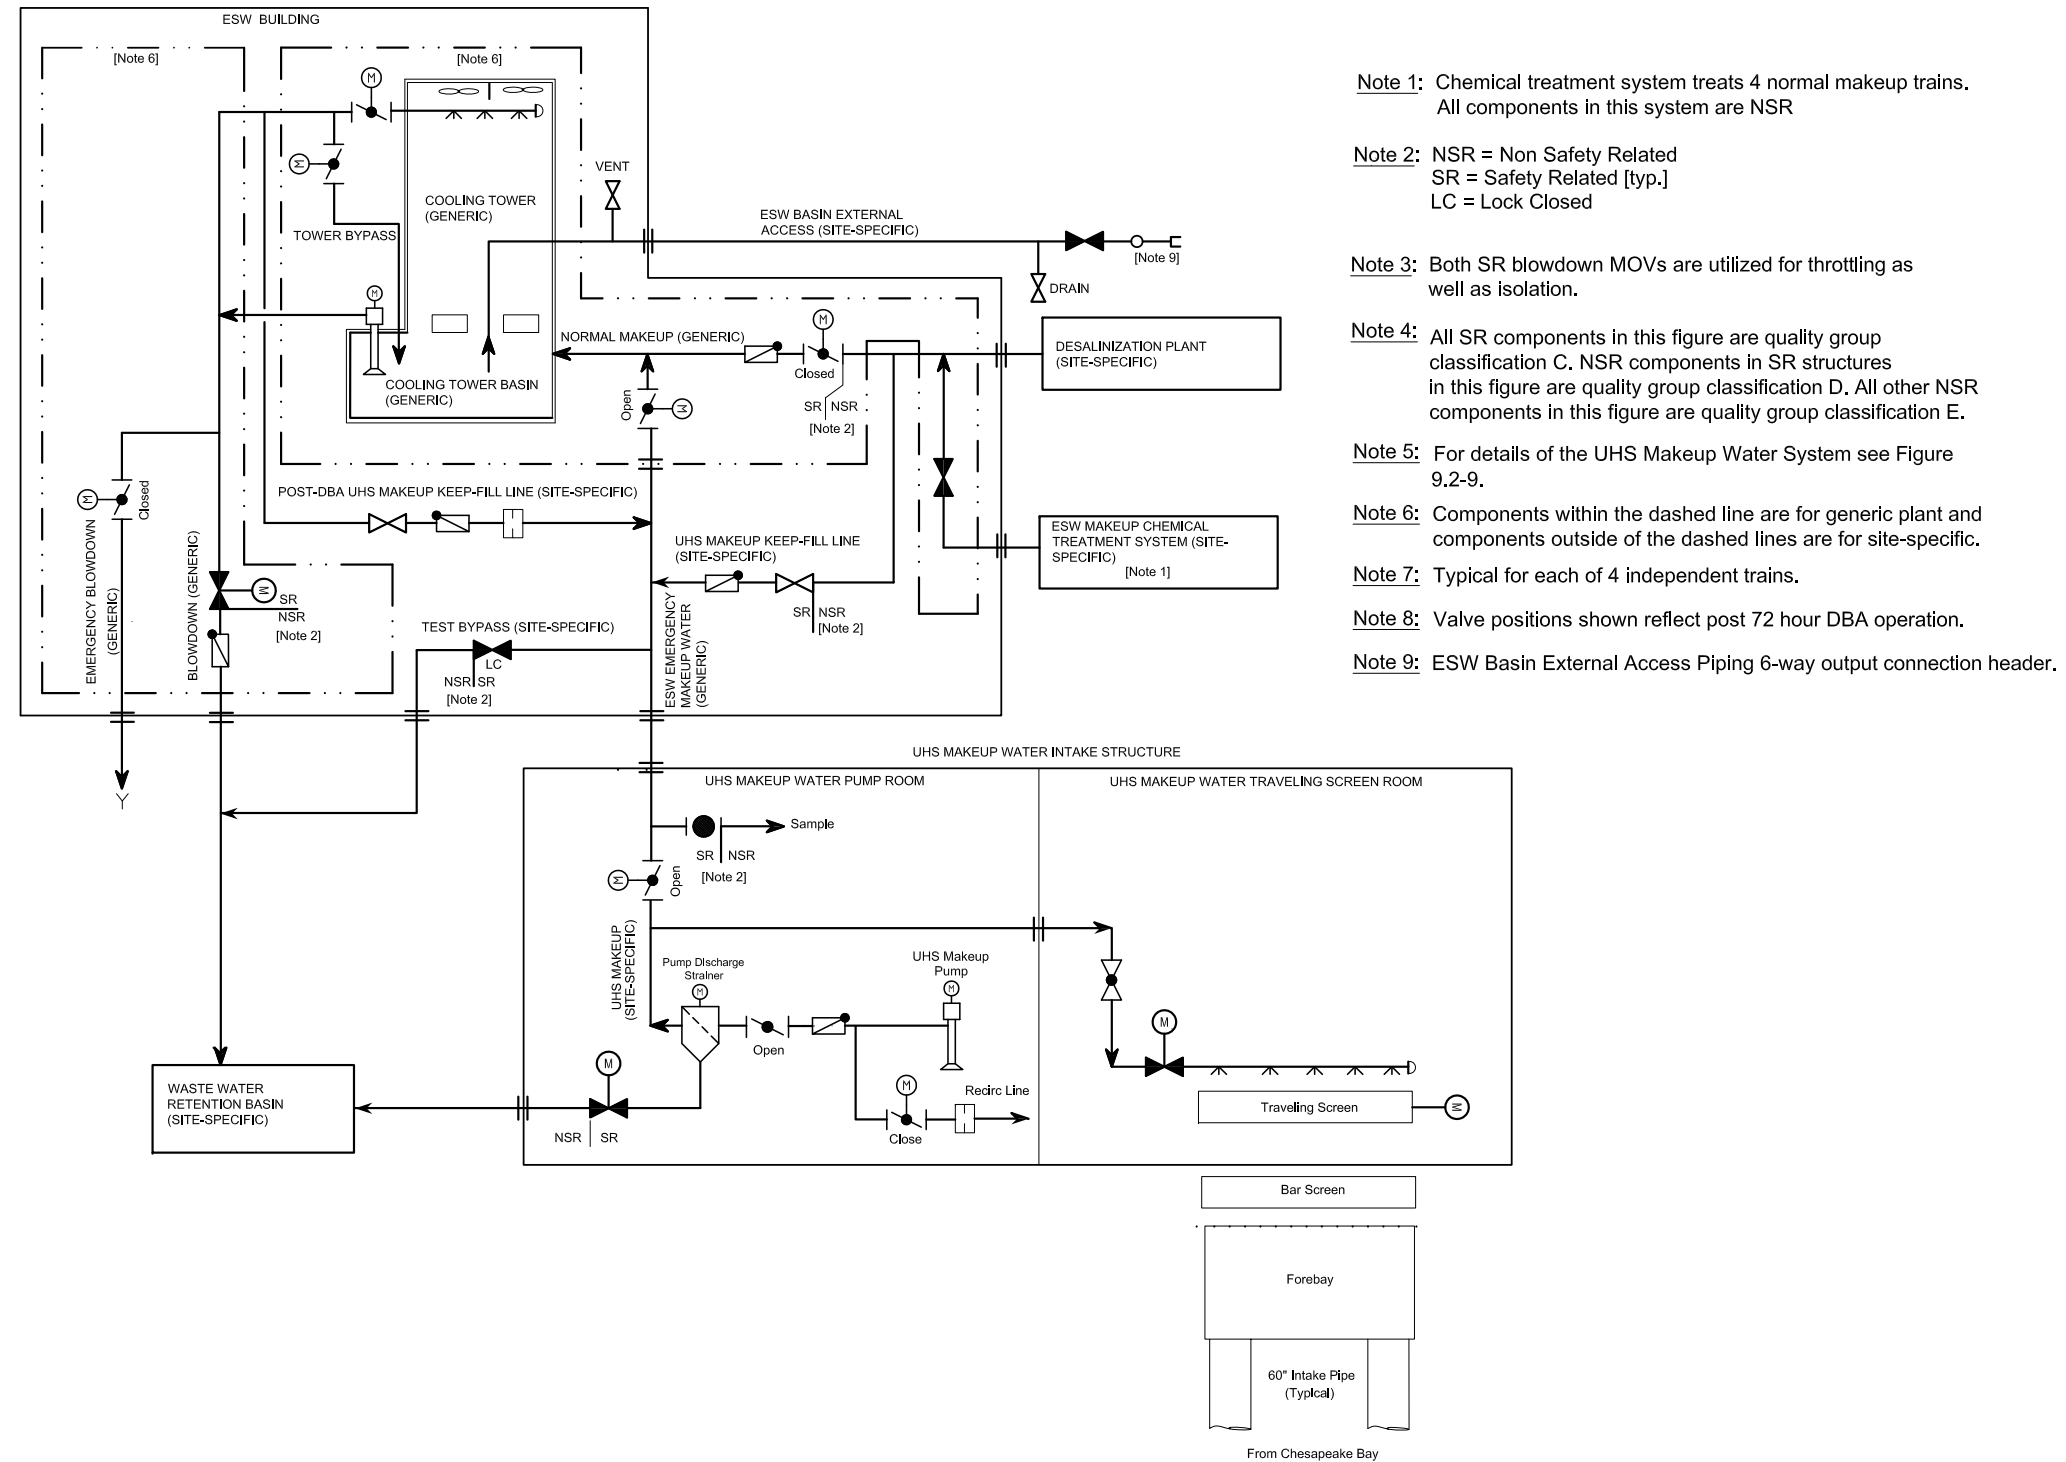 ESW BUILDING
[Note 6]
[Note 6]
M
M
COOLING TOWER
(GENERIC)
TOWER BYPASS
VENT
ESW BASIN EXTERNAL
ACCESS (SITE-SPECIFIC)
[Note 9]
DRAIN
M
NORMAL MAKEUP (GENERIC)
M
Closed
SR NSR
[Note 2]
DESALINIZATION PLANT
(SITE-SPECIFIC)
COOLING TOWER BASIN
(GENERIC)
Open
M
M
Closed
EMERGENCY BLOWDOWN
(GENERIC)
BLOWDOWN (GENERIC)
M
SR
NSR
[Note 2]
POST-DBA UHS MAKEUP KEEP-FILL LINE (SITE-SPECIFIC)
UHS MAKEUP KEEP-FILL LINE
(SITE-SPECIFIC)
SR NSR
[Note 2]
ESW MAKEUP CHEMICAL
TREATMENT SYSTEM (SITE-
SPECIFIC)
[Note 1]
TEST BYPASS (SITE-SPECIFIC)
LC
NSR SR
[Note 2]
ESW EMERGENCY
MAKEUP WATER
(GENERIC)
UHS MAKEUP WATER INTAKE STRUCTURE
UHS MAKEUP WATER PUMP ROOM
UHS MAKEUP WATER TRAVELING SCREEN ROOM
Sample
SR NSR
[Note 2]
M
Open
UHS MAKEUP
(SITE-SPECIFIC)
Pump Discharge
Strainer
M
UHS Makeup
Pump
M
Open
M
M
Close
Recirc Line
NSR SR
M
Traveling Screen
M
WASTE WATER
RETENTION BASIN
(SITE-SPECIFIC)
Bar Screen
Forebay
60" Intake Pipe
(Typical)
From Chesapeake Bay
Note 1: Chemical treatment system treats 4 normal makeup trains.
All components in this system are NSR
Note 2: NSR = Non Safety Related
SR = Safety Related [typ.]
LC = Lock Closed
Note 3: Both SR blowdown MOVs are utilized for throttling as
well as isolation.
Note 4: All SR components in this figure are quality group
classification C. NSR components in SR structures
in this figure are quality group classification D. All other NSR
components in this figure are quality group classification E.
Note 5: For details of the UHS Makeup Water System see Figure
9.2-9.
Note 6: Components within the dashed line are for generic plant and
components outside of the dashed lines are for site-specific.
Note 7: Typical for each of 4 independent trains.
Note 8: Valve positions shown reflect post 72 hour DBA operation.
Note 9: ESW Basin External Access Piping 6-way output connection header.